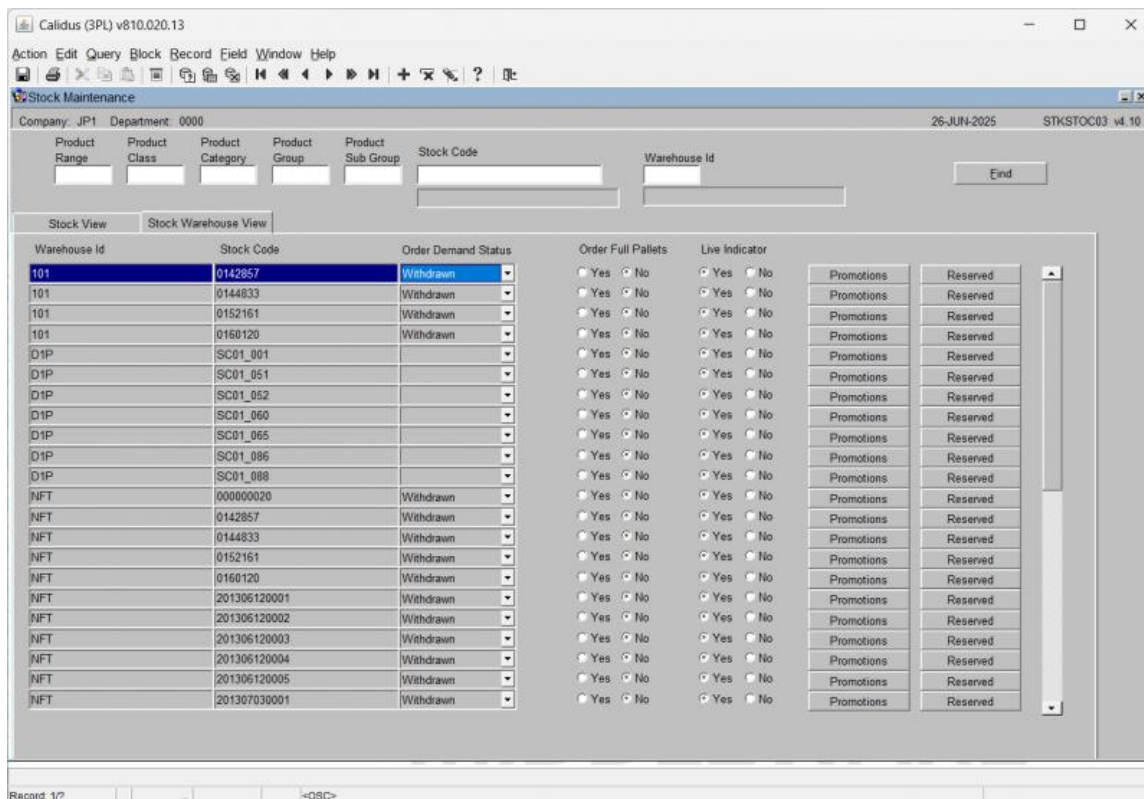 Calidus (3PL) v810.020.13
Action Edit Query Block Record Field Window Help
Stock Maintenance
Company: JP1 Department: 0000 26-JUN-2025 STKSTOC03 v4.10
Product Range Product Class Product Category Product Group Product Sub Group Stock Code Warehouse Id
Find
Stock View Stock Warehouse View
Warehouse Id Stock Code Order Demand Status Order Full Pallets Live Indicator
101 0142857 Withdrawn Yes No Yes No Promotions Reserved
101 0144833 Withdrawn Yes No Yes No Promotions Reserved
101 0152161 Withdrawn Yes No Yes No Promotions Reserved
101 0160120 Withdrawn Yes No Yes No Promotions Reserved
D1P SC01_001 Yes No Yes No Promotions Reserved
D1P SC01_051 Yes No Yes No Promotions Reserved
D1P SC01_052 Yes No Yes No Promotions Reserved
D1P SC01_060 Yes No Yes No Promotions Reserved
D1P SC01_065 Yes No Yes No Promotions Reserved
D1P SC01_086 Yes No Yes No Promotions Reserved
D1P SC01_088 Yes No Yes No Promotions Reserved
NFT 000000020 Withdrawn Yes No Yes No Promotions Reserved
NFT 0142857 Withdrawn Yes No Yes No Promotions Reserved
NFT 0144833 Withdrawn Yes No Yes No Promotions Reserved
NFT 0152161 Withdrawn Yes No Yes No Promotions Reserved
NFT 0160120 Withdrawn Yes No Yes No Promotions Reserved
NFT 201306120001 Withdrawn Yes No Yes No Promotions Reserved
NFT 201306120002 Withdrawn Yes No Yes No Promotions Reserved
NFT 201306120003 Withdrawn Yes No Yes No Promotions Reserved
NFT 201306120004 Withdrawn Yes No Yes No Promotions Reserved
NFT 201306120005 Withdrawn Yes No Yes No Promotions Reserved
NFT 201307030001 Withdrawn Yes No Yes No Promotions Reserved
Record: 1/? <OSC>